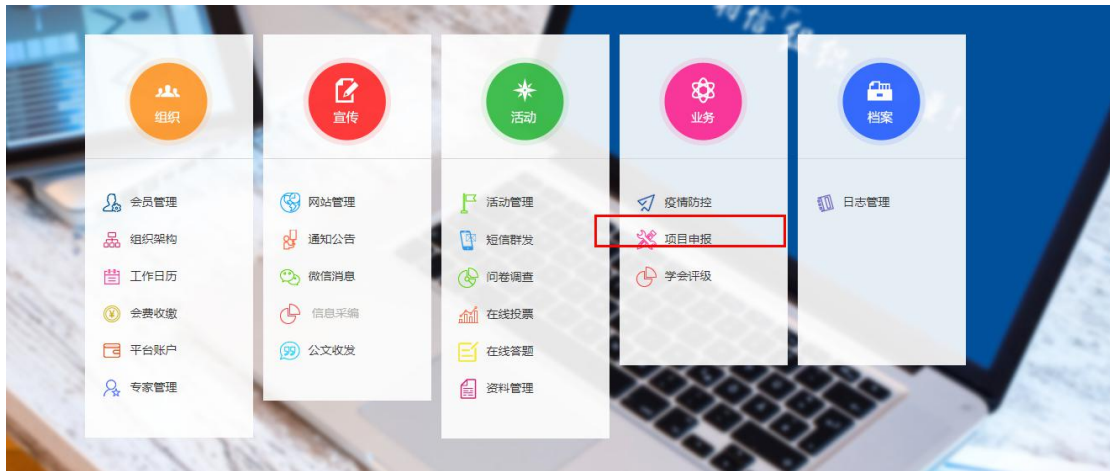 组织
会员管理
组织架构
工作日历
会费收缴
平台账户
专家管理
宣传
网站管理
通知公告
微信消息
信息采编
公文收发
活动
活动管理
短信群发
问卷调查
在线投票
在线答题
资料管理
业务
疫情防控
项目申报
学会评级
档案
日志管理